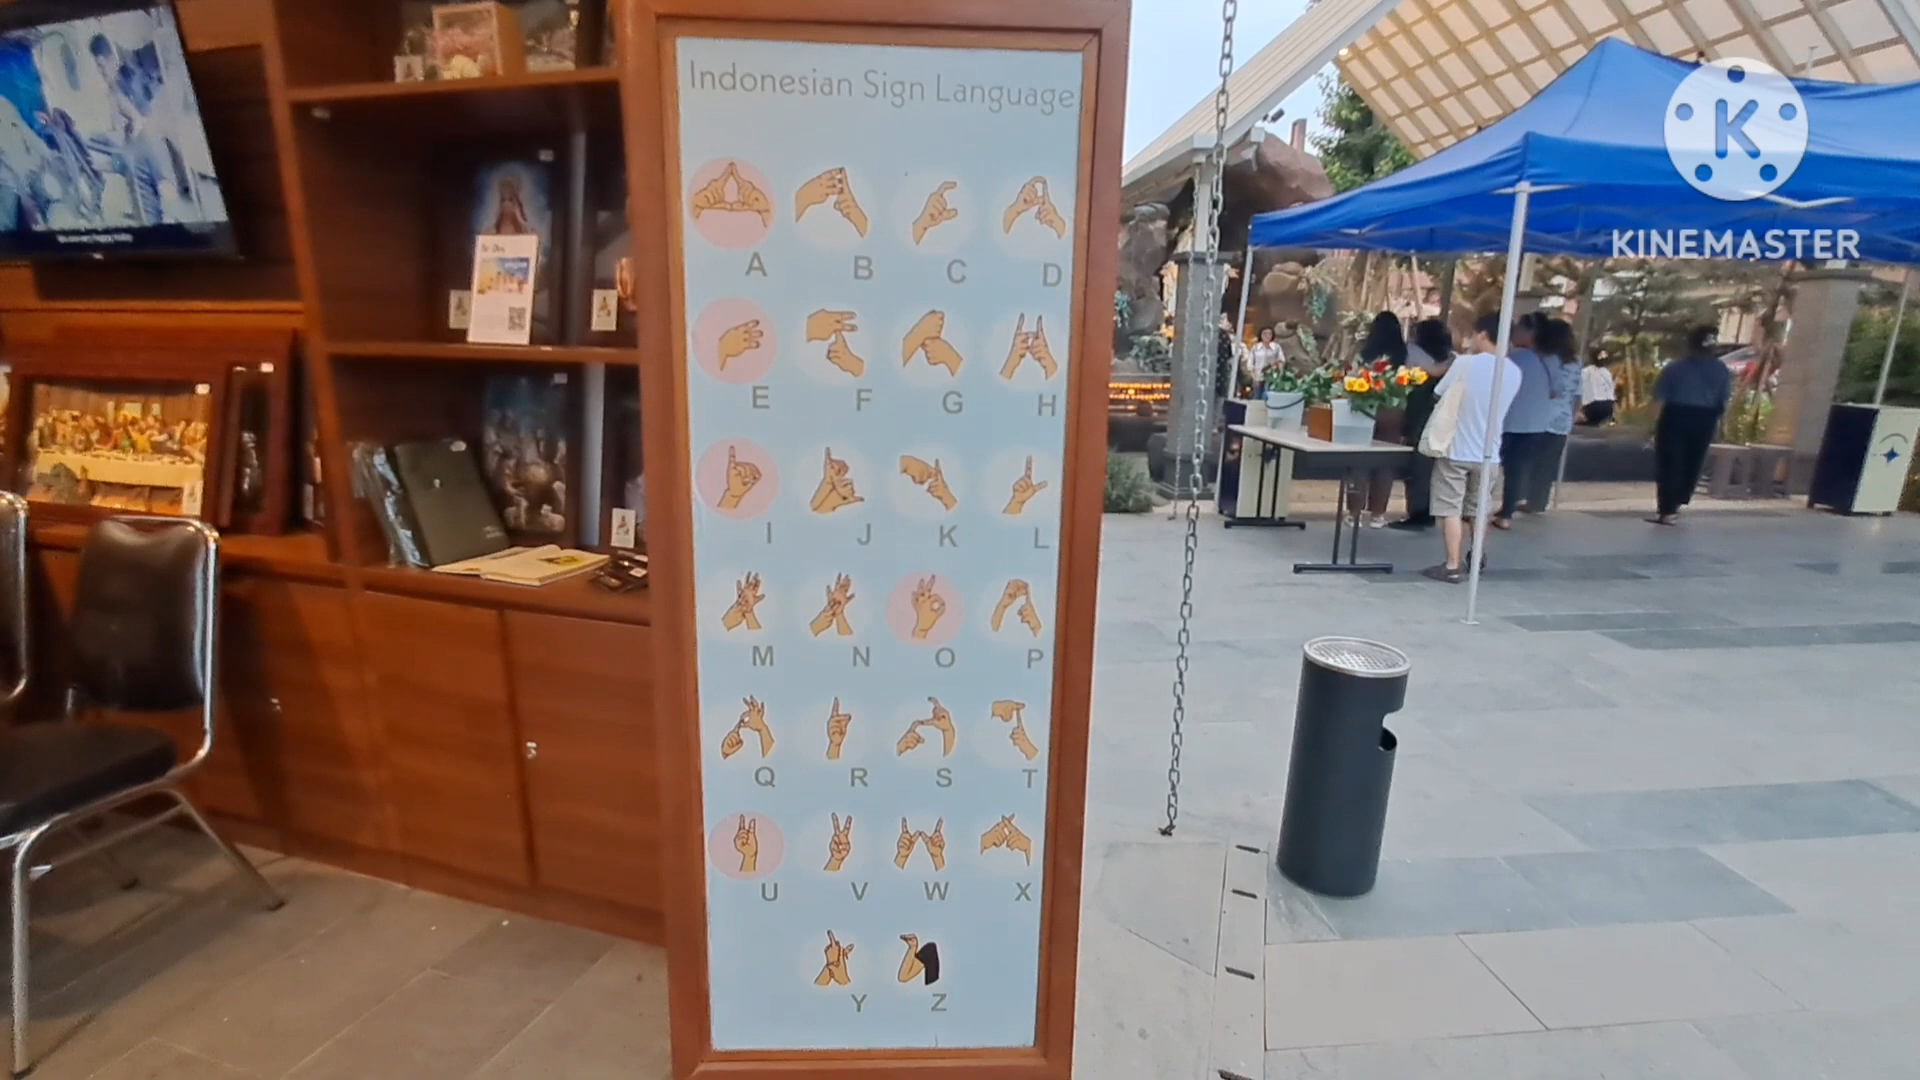 Indonesian Sign Language
A B C D
E F G H
I J K L
M N O P
Q R S T
U V W X
Y Z
K
KINEMASTER